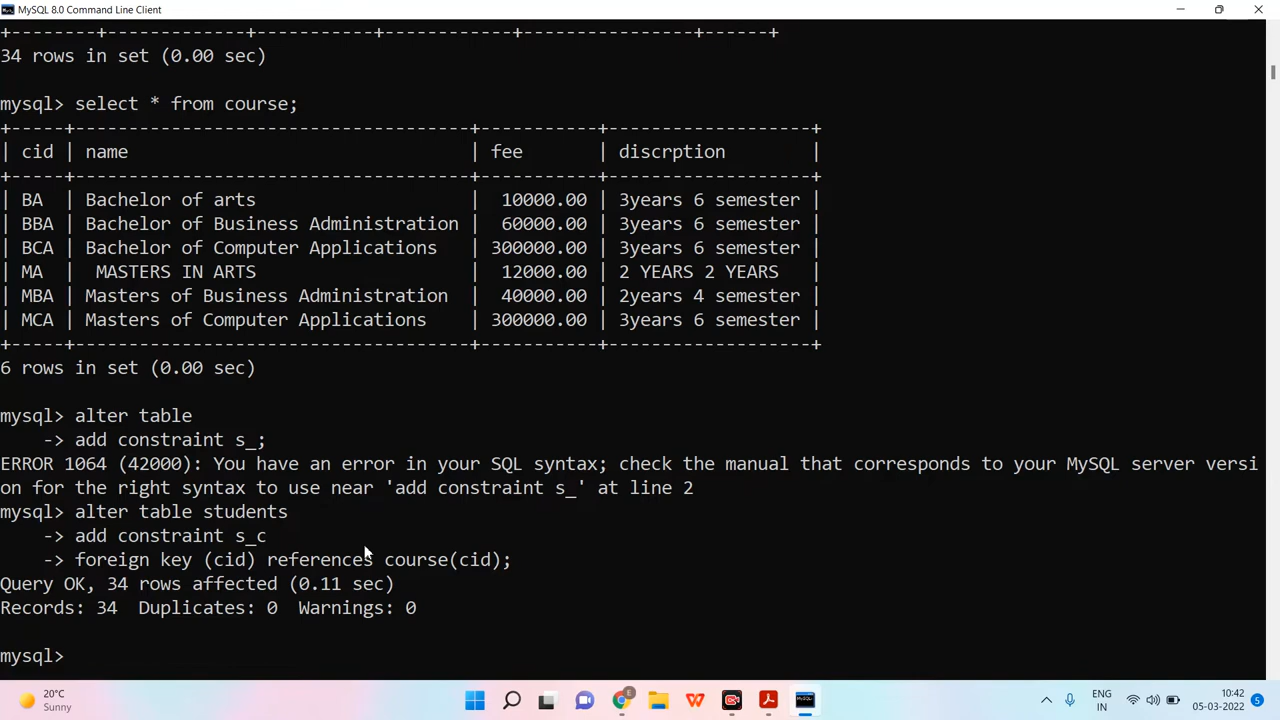 MySQL 8.0 Command Line Client
+--------+-------------+-----------+------------+----------------+------+
34 rows in set (0.00 sec)
mysql> select * from course;
+-----+-------------------------------------+-----------+-------------------+
| cid | name                                | fee       | discrption        |
+-----+-------------------------------------+-----------+-------------------+
| BA  | Bachelor of arts                    |  10000.00 | 3years 6 semester |
| BBA | Bachelor of Business Administration |  60000.00 | 3years 6 semester |
| BCA | Bachelor of Computer Applications   | 300000.00 | 3years 6 semester |
| MA  |  MASTERS IN ARTS                    |  12000.00 | 2 YEARS 2 YEARS   |
| MBA | Masters of Business Administration  |  40000.00 | 2years 4 semester |
| MCA | Masters of Computer Applications    | 300000.00 | 3years 6 semester |
+-----+-------------------------------------+-----------+-------------------+
6 rows in set (0.00 sec)
mysql> alter table
    -> add constraint s_;
ERROR 1064 (42000): You have an error in your SQL syntax; check the manual that corresponds to your MySQL server versi
on for the right syntax to use near 'add constraint s_' at line 2
mysql> alter table students
    -> add constraint s_c
    -> foreign key (cid) references course(cid);
Query OK, 34 rows affected (0.11 sec)
Records: 34  Duplicates: 0  Warnings: 0
mysql>
20°C
Sunny
ENG
IN
10:42
05-03-2022
5